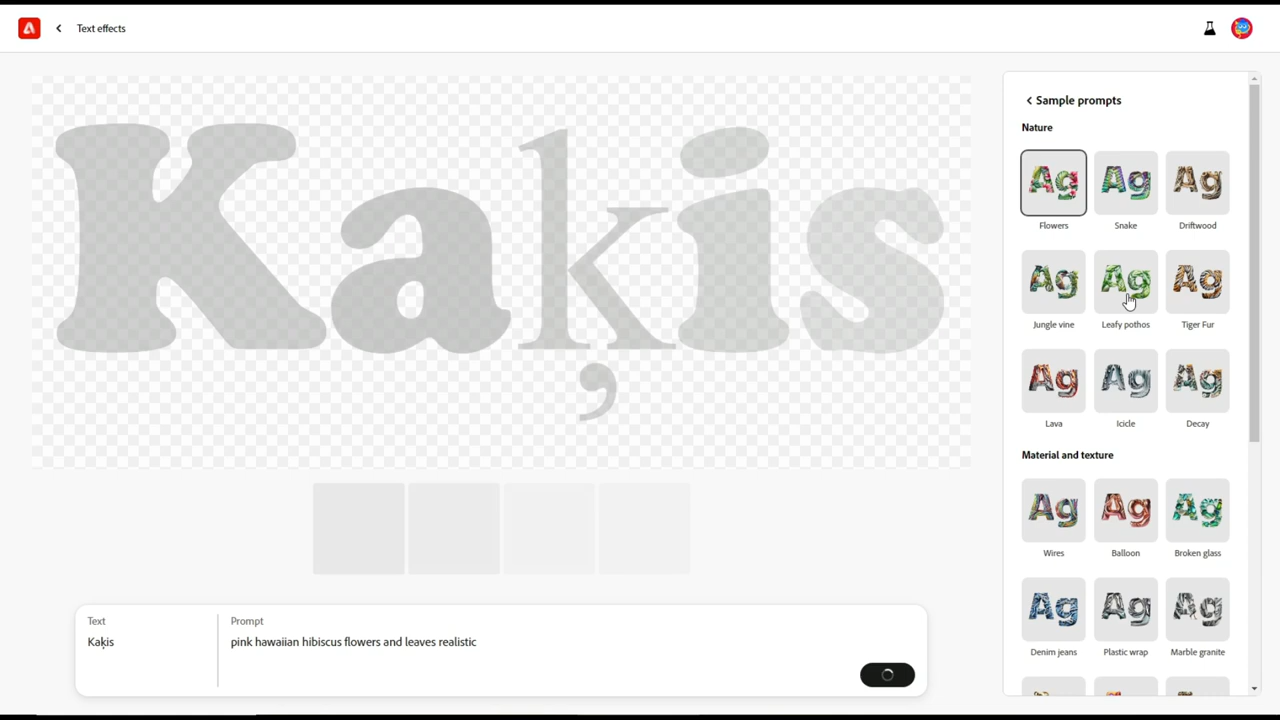 Text effects
Kaķis
Text
Kaķis
Prompt
pink hawaiian hibiscus flowers and leaves realistic
Sample prompts
Nature
Ag Ag Ag
Flowers Snake Driftwood
Ag Ag Ag
Jungle vine Leafy pothos Tiger Fur
Ag Ag Ag
Lava Icicle Decay
Material and texture
Ag Ag Ag
Wires Balloon Broken glass
Ag Ag Ag
Denim jeans Plastic wrap Marble granite